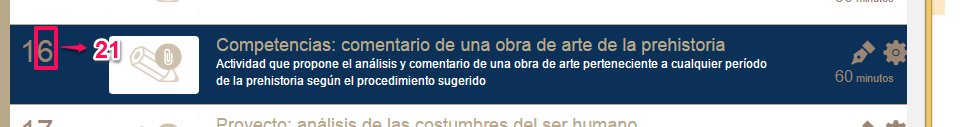 16 21
Competencias: comentario de una obra de arte de la prehistoria
Actividad que propone el análisis y comentario de una obra de arte perteneciente a cualquier período
de la prehistoria según el procedimiento sugerido
60 minutos
17 Proyecto: análisis de las costumbres del ser humano